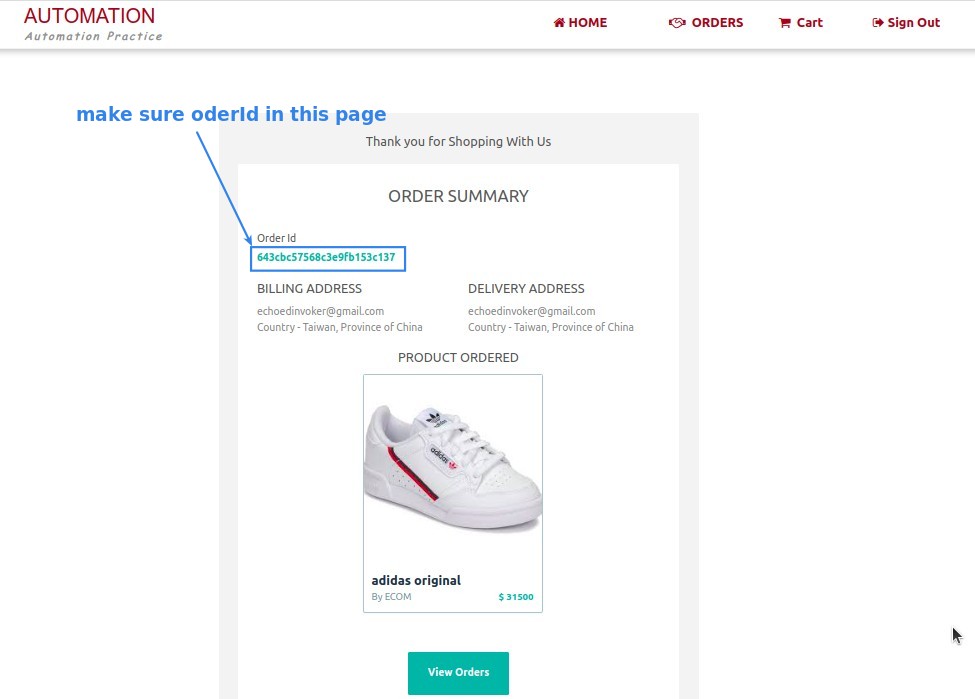 AUTOMATION
Automation Practice
HOME
ORDERS
Cart
Sign Out
make sure oderId in this page
Thank you for Shopping With Us
ORDER SUMMARY
Order Id
643cbc57568c3e9fb153c137
BILLING ADDRESS
DELIVERY ADDRESS
echoedinvoker@gmail.com
echoedinvoker@gmail.com
Country - Taiwan, Province of China
Country - Taiwan, Province of China
PRODUCT ORDERED
adidas
adidas original
By ECOM
$ 31500
View Orders